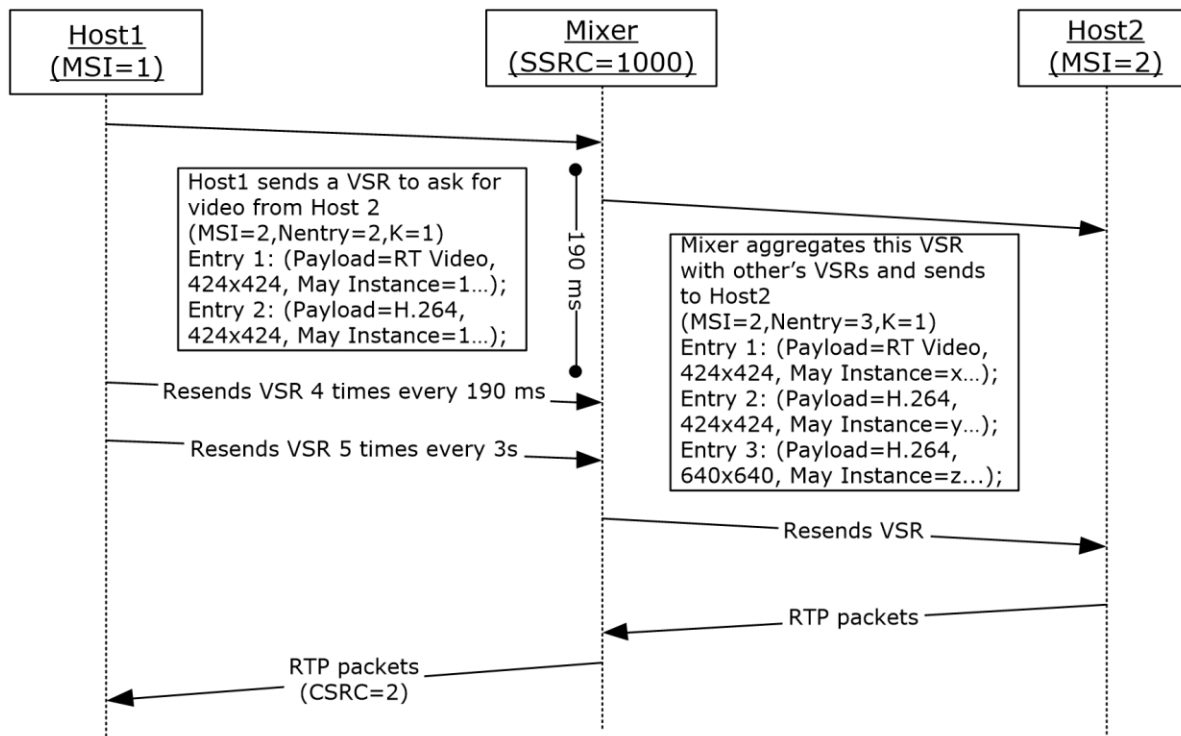 Host1
(MSI=1)
Mixer
(SSRC=1000)
Host2
(MSI=2)
Host1 sends a VSR to ask for
video from Host 2
(MSI=2,Nentry=2,K=1)
Entry 1: (Payload=RT Video,
424x424, May Instance=1…);
Entry 2: (Payload=H.264,
424x424, May Instance=1…);
190 ms
Mixer aggregates this VSR
with other’s VSRs and sends
to Host2
(MSI=2,Nentry=3,K=1)
Entry 1: (Payload=RT Video,
424x424, May Instance=x…);
Entry 2: (Payload=H.264,
424x424, May Instance=y…);
Entry 3: (Payload=H.264,
640x640, May Instance=z...);
Resends VSR 4 times every 190 ms
Resends VSR 5 times every 3s
Resends VSR
RTP packets
RTP packets
(CSRC=2)